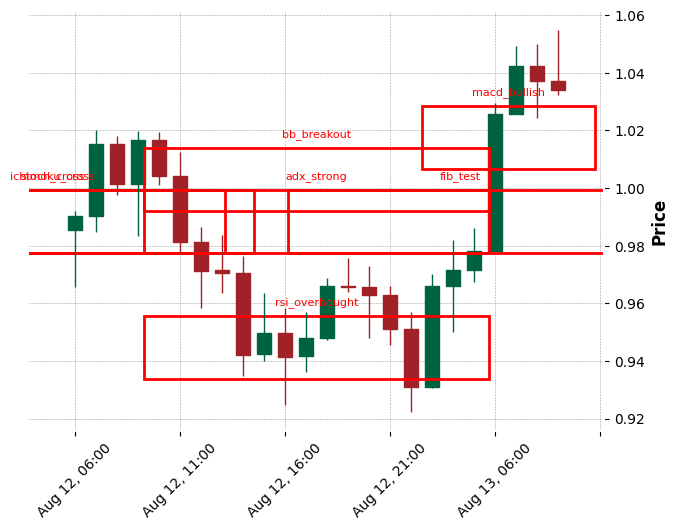 1.06
1.04
macd_bullish
1.02
bb_breakout
adx_strong
fib_test
1.00
Price
0.98
0.96
rsi_overbought
0.94
0.92
Aug 12, 06:00
Aug 12, 11:00
Aug 12, 16:00
Aug 12, 21:00
Aug 13, 06:00